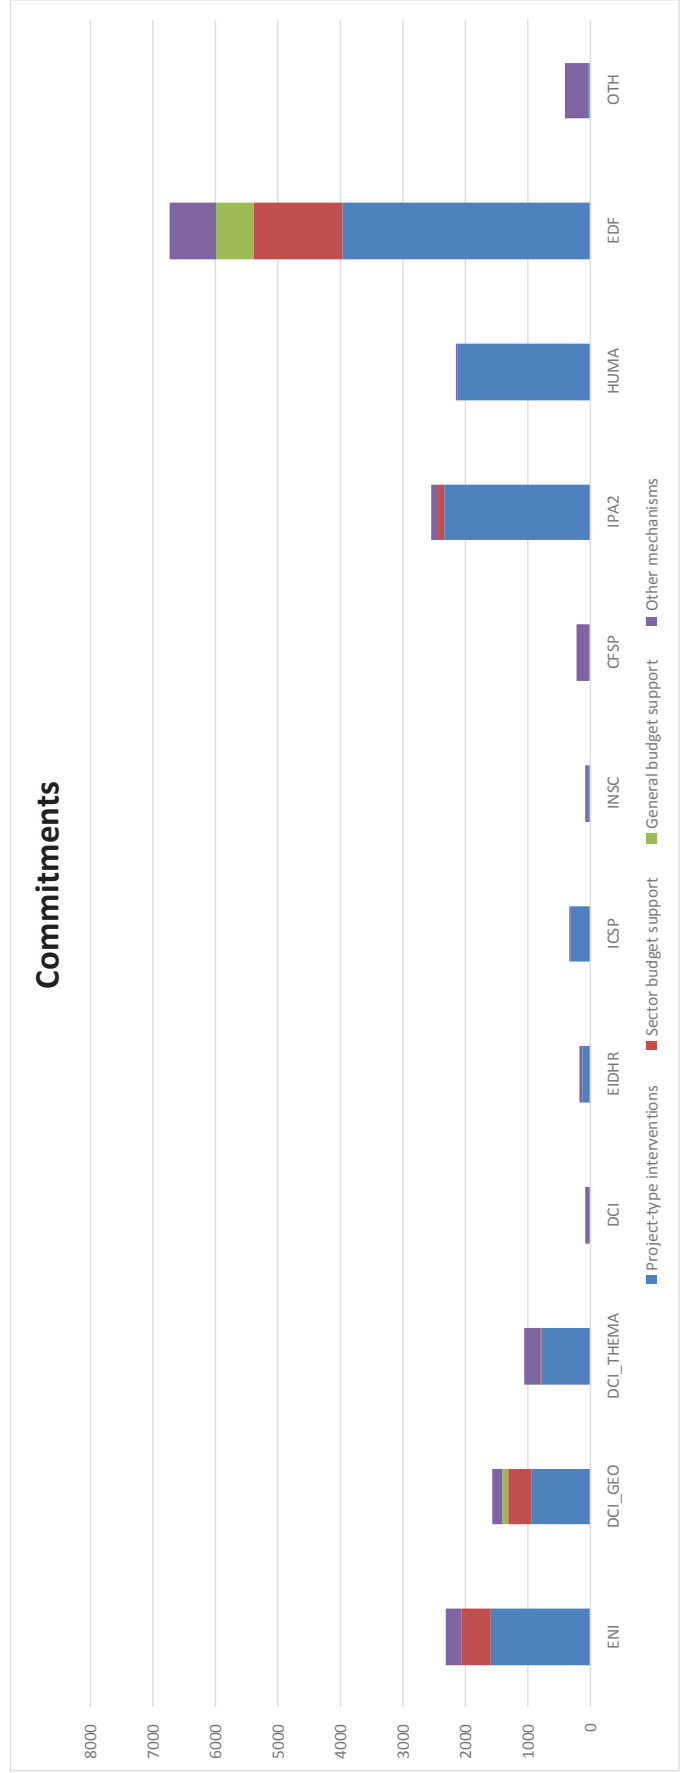 Commitments
8000
7000
6000
5000
4000
3000
2000
1000
0
ENI
DCI_GEO
DCI_THEMA
DCI
EIDHR
ICSP
INSC
CFSP
IPA2
HUMA
EDF
OTH
Project-type interventions
Sector budget support
General budget support
Other mechanisms